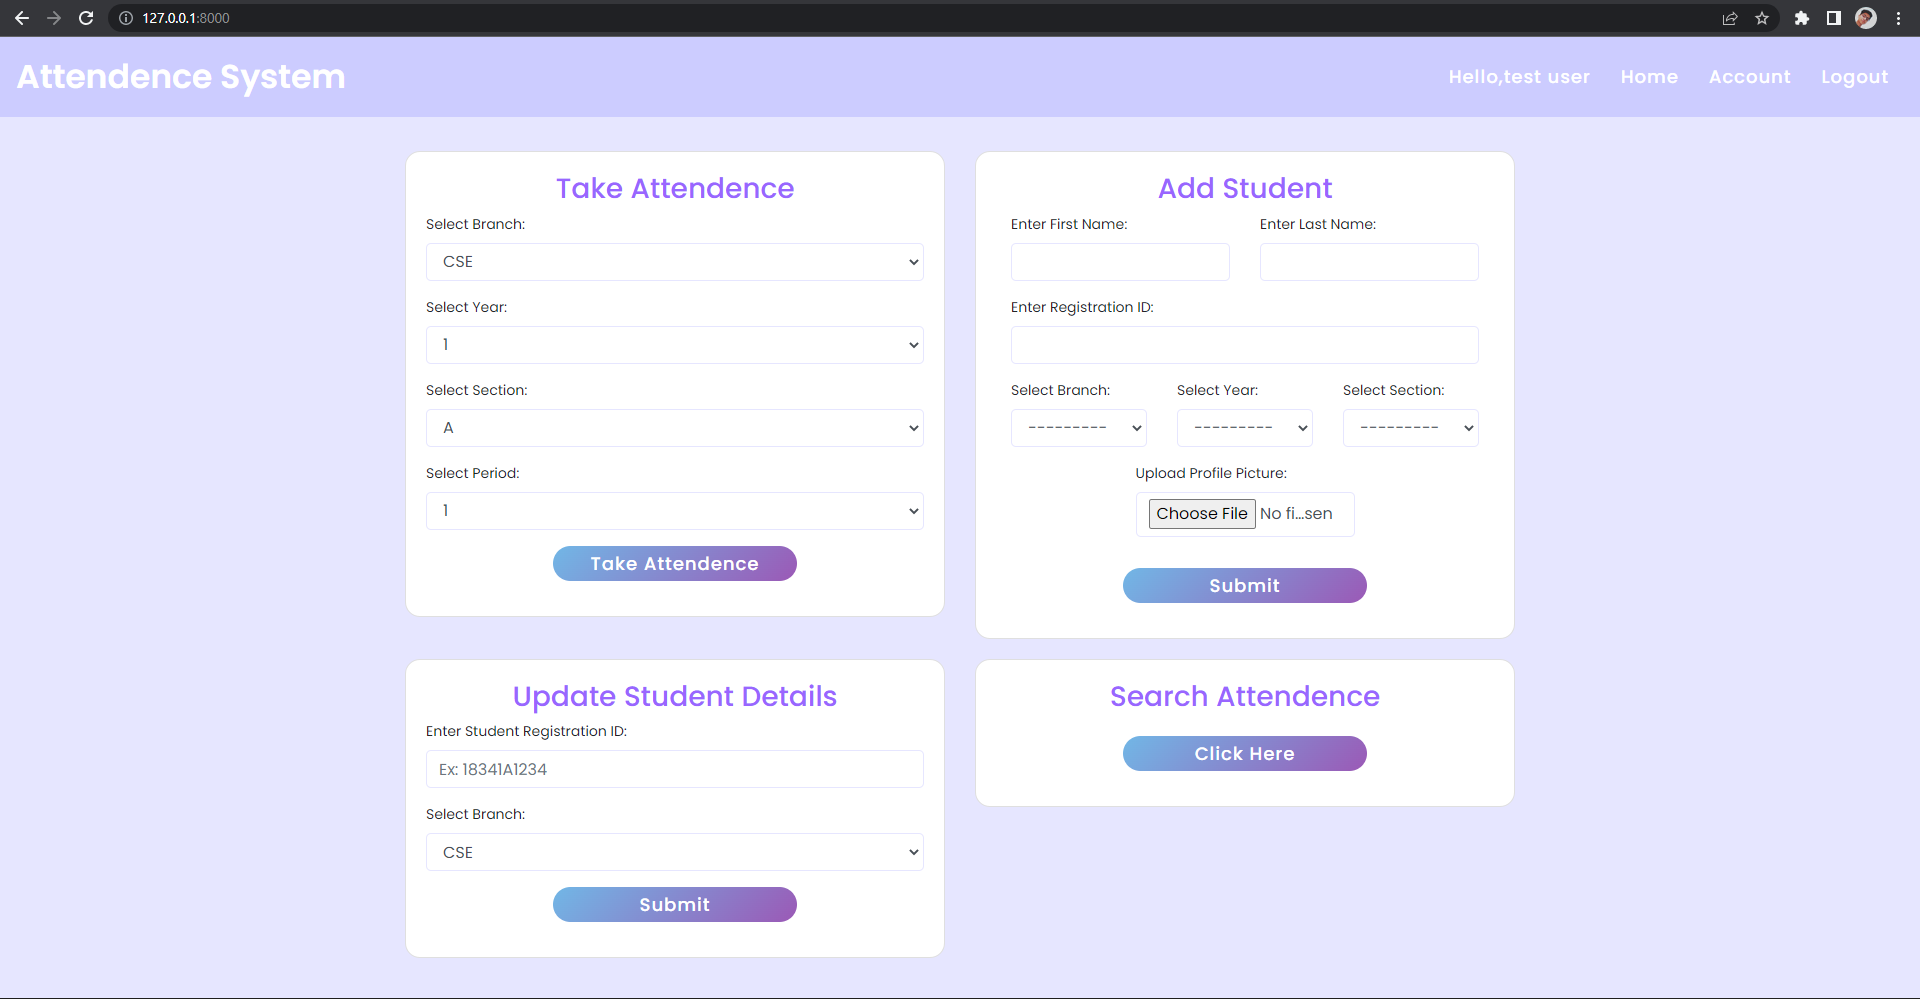 127.0.0.1:8000
Attendence System
Hello,test user Home Account Logout
Take Attendence
Select Branch:
CSE
Select Year:
1
Select Section:
A
Select Period:
1
Take Attendence
Add Student
Enter First Name: Enter Last Name:
Enter Registration ID:
Select Branch: Select Year: Select Section:
--------- --------- ---------
Upload Profile Picture:
Choose File No fi...sen
Submit
Update Student Details
Enter Student Registration ID:
Ex: 18341A1234
Select Branch:
CSE
Submit
Search Attendence
Click Here